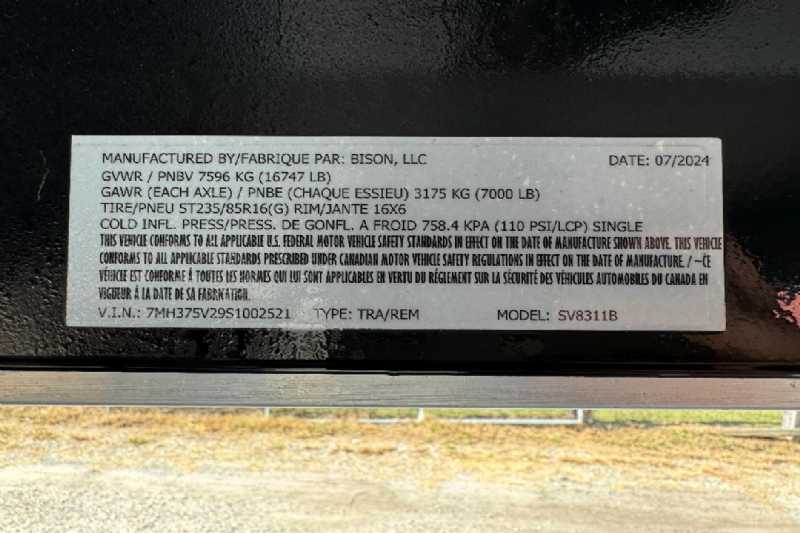 MANUFACTURED BY/FABRIQUE PAR: BISON, LLC DATE: 07/2024
GVWR / PNBV 7596 KG (16747 LB)
GAWR (EACH AXLE) / PNBE (CHAQUE ESSIEU) 3175 KG (7000 LB)
TIRE/PNEU ST235/85R16(G) RIM/JANTE 16X6
COLD INFL. PRESS/PRESS. DE GONFL. A FROID 758.4 KPA (110 PSI/LCP) SINGLE
THIS VEHICLE CONFORMS TO ALL APPLICABLE U.S. FEDERAL MOTOR VEHICLE SAFETY STANDARDS IN EFFECT ON THE DATE OF MANUFACTURE SHOWN ABOVE. THIS VEHICLE
CONFORMS TO ALL APPLICABLE STANDARDS PRESCRIBED UNDER CANADIAN MOTOR VEHICLE SAFETY REGULATIONS IN EFFECT ON THE DATE OF MANUFACTURE. / ~CE
VÉHICLE EST CONFORME Á TOUTES LES NORMES QUI LUI SONT APPLICABLES EN VERTU DU RÉGLEMENT SUR LA SÉCURITÉ DES VÉHICULES AUTOMOBILES DU CANADA EN
VIGUEUR Á LA DATE DE SA FABRICATION.
V.I.N.: 7MH375V29S1002521 TYPE: TRA/REM MODEL: SV8311B